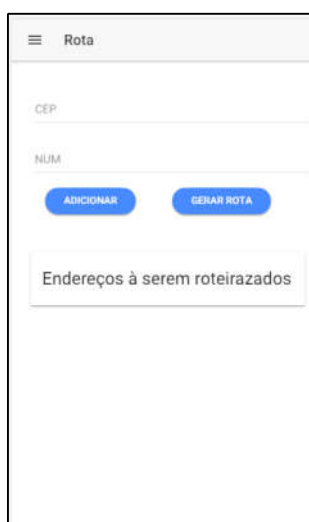 Rota
CEP
NUM
ADICIONAR GERAR ROTA
Endereços à serem roteirazados